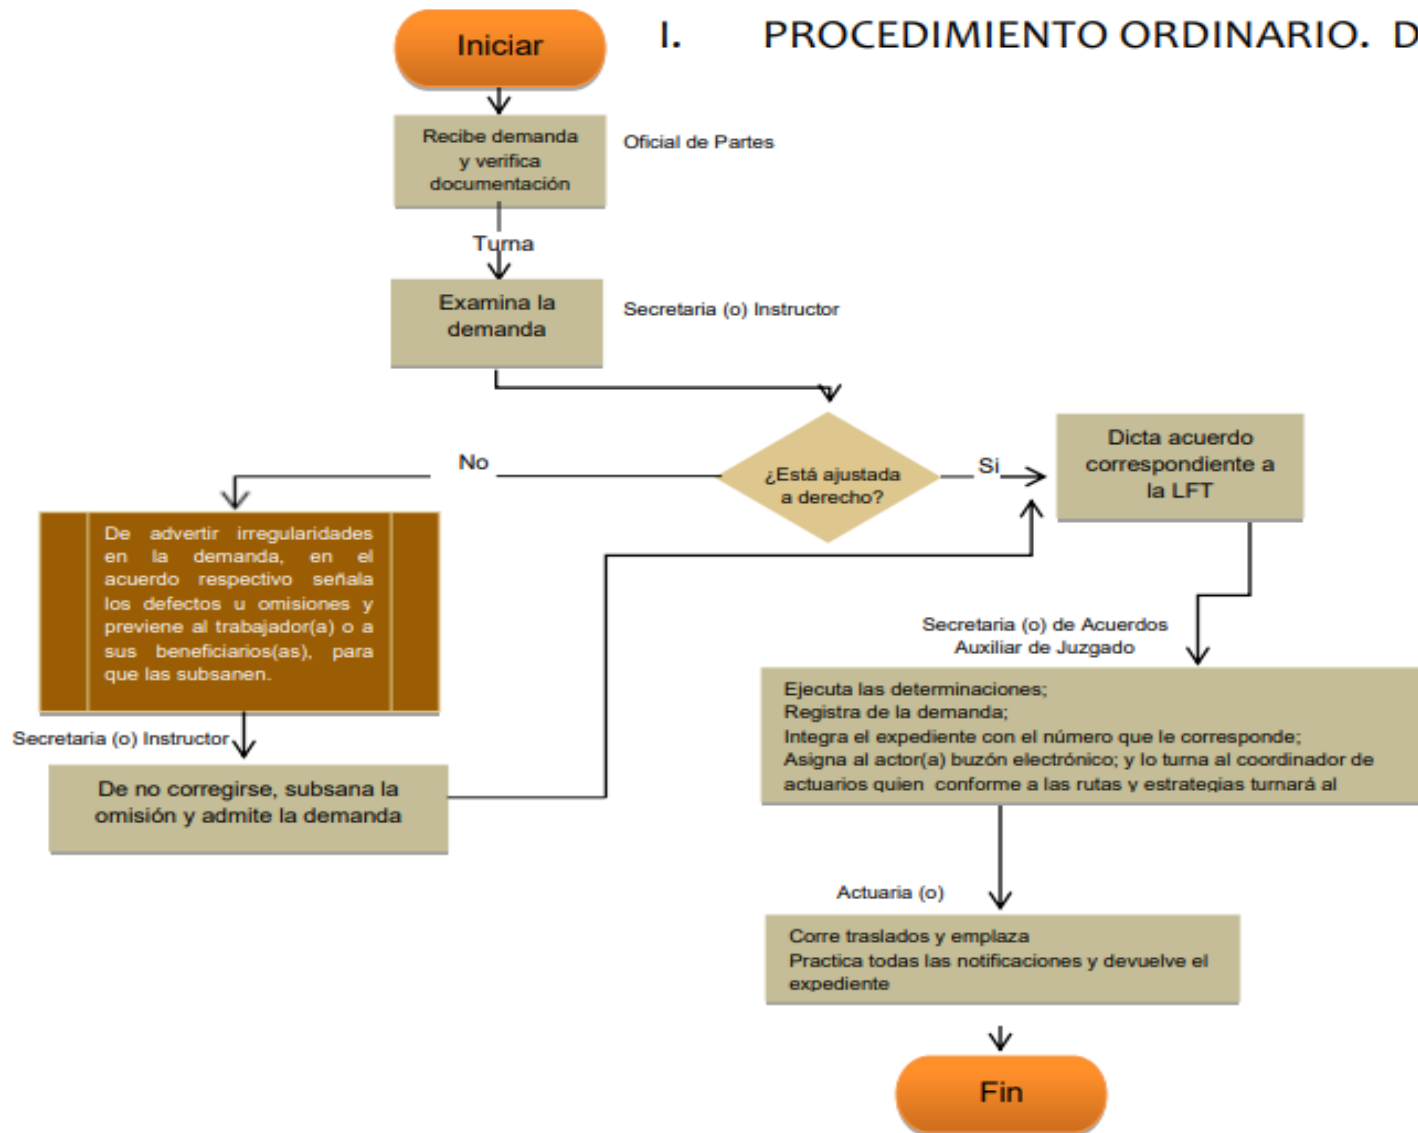 Iniciar
I. PROCEDIMIENTO ORDINARIO. D
Recibe demanda
y verifica
documentación
Oficial de Partes
Turna
Examina la
demanda
Secretaria (o) Instructor
No
¿Está ajustada
a derecho?
Si
Dicta acuerdo
correspondiente a
la LFT
De advertir irregularidades
en la demanda, en el
acuerdo respectivo señala
los defectos u omisiones y
previene al trabajador(a) o a
sus beneficiarios(as), para
que las subsanen.
Secretaria (o) Instructor
De no corregirse, subsana la
omisión y admite la demanda
Secretaria (o) de Acuerdos
Auxiliar de Juzgado
Ejecuta las determinaciones;
Registra de la demanda;
Integra el expediente con el número que le corresponde;
Asigna al actor(a) buzón electrónico; y lo turna al coordinador de
actuarios quien conforme a las rutas y estrategias turnará al
Actuaria (o)
Corre traslados y emplaza
Practica todas las notificaciones y devuelve el
expediente
Fin